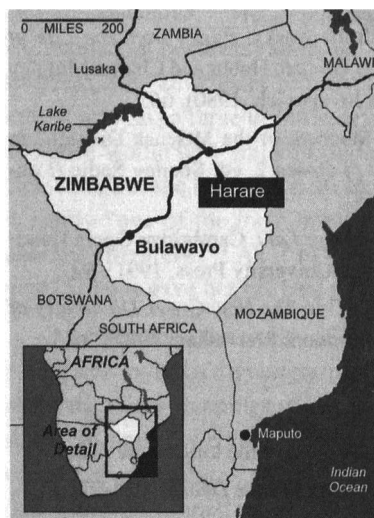 0 MILES 200
ZAMBIA
MALAWI
Lusaka
Lake
Karibe
ZIMBABWE
Harare
Bulawayo
BOTSWANA
MOZAMBIQUE
SOUTH AFRICA
AFRICA
Area of
Detail
Maputo
Indian
Ocean